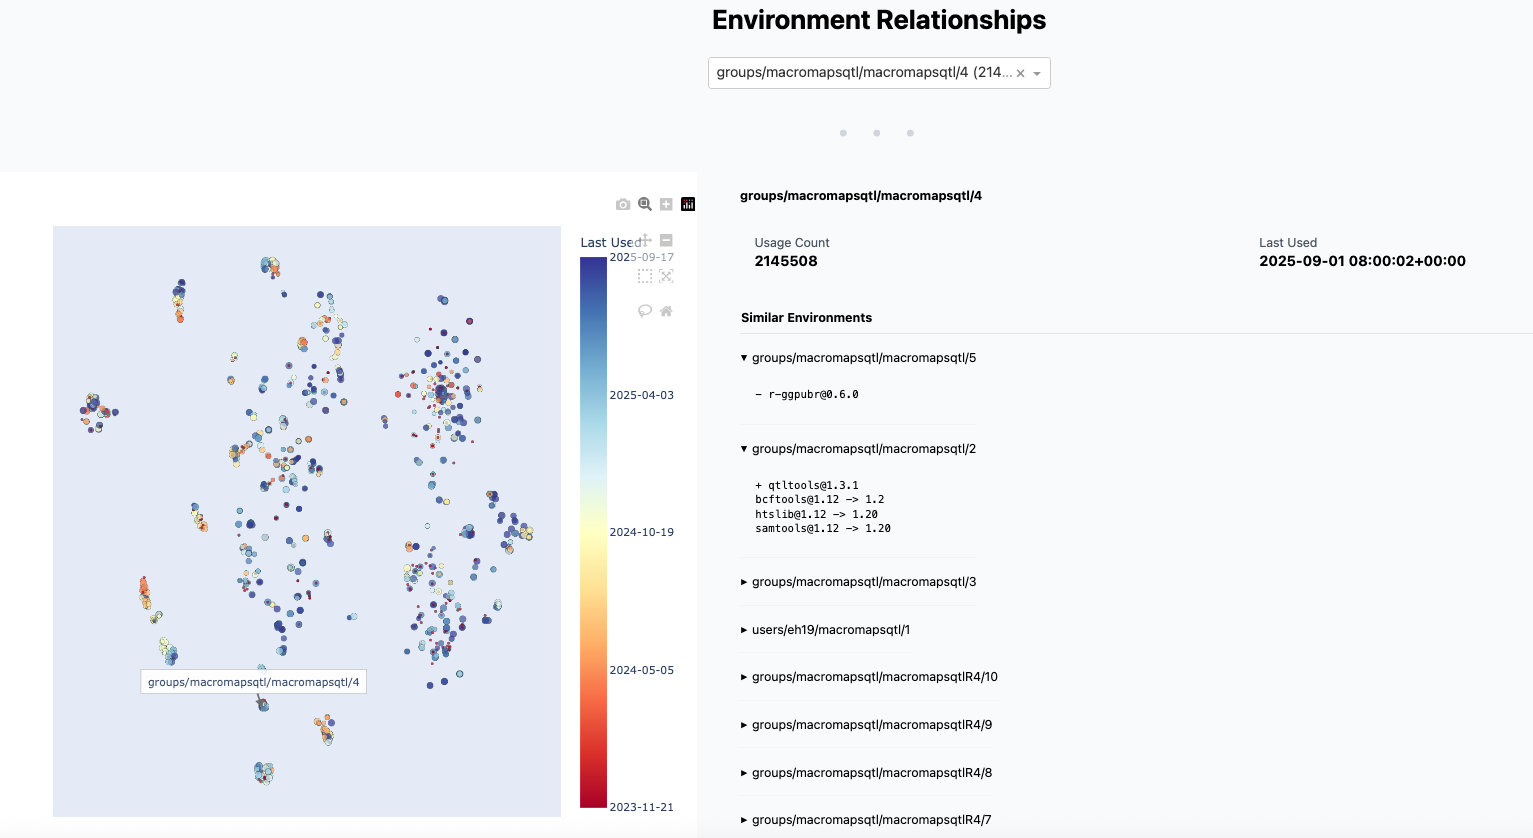 Environment Relationships
groups/macromapsqtl/macromapsqtl/4 (214...
groups/macromapsqtl/macromapsqtl/4
Usage Count
2145508
Last Used
2025-09-01 08:00:02+00:00
Similar Environments
▾ groups/macromapsqtl/macromapsqtl/5
- r-ggpubr@0.6.0
▾ groups/macromapsqtl/macromapsqtl/2
+ qtltools@1.3.1
bcftools@1.12 -> 1.2
htslib@1.12 -> 1.20
samtools@1.12 -> 1.20
▸ groups/macromapsqtl/macromapsqtl/3
▸ users/eh19/macromapsqtl/1
▸ groups/macromapsqtl/macromapsqtlR4/10
▸ groups/macromapsqtl/macromapsqtlR4/9
▸ groups/macromapsqtl/macromapsqtlR4/8
▸ groups/macromapsqtl/macromapsqtlR4/7
Last Used
2025-09-17
2025-04-03
2024-10-19
2024-05-05
2023-11-21
groups/macromapsqtl/macromapsqtl/4